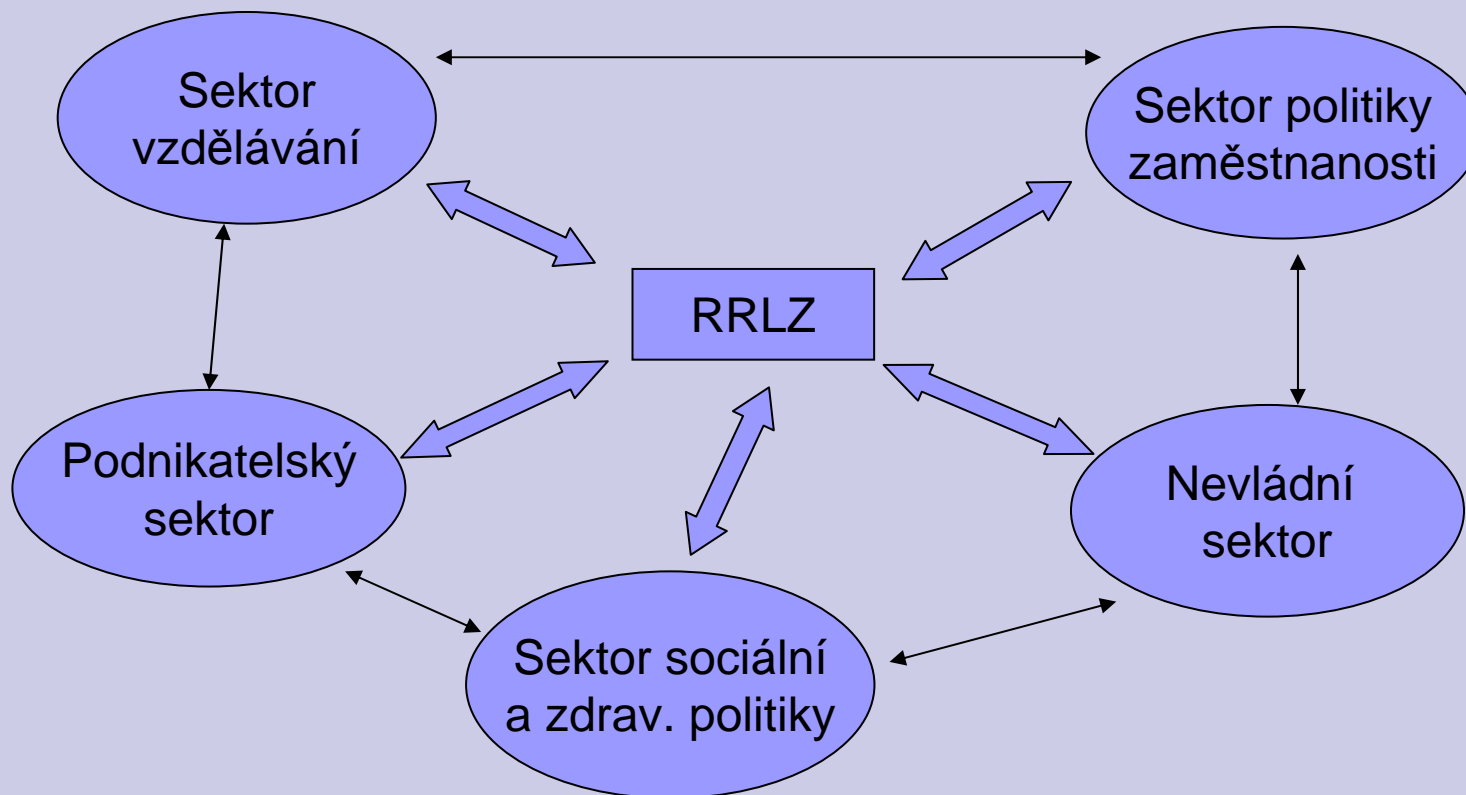 Sektor
vzdělávání
Sektor politiky
zaměstnanosti
RRLZ
Podnikatelský
sektor
Nevládní
sektor
Sektor sociální
a zdrav. politiky